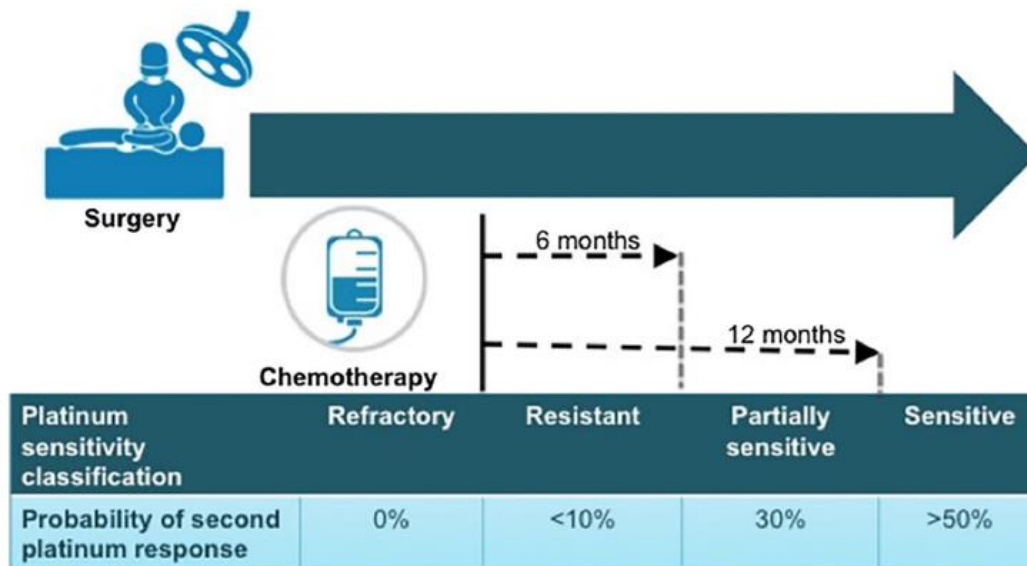 Surgery
6 months
12 months
Chemotherapy
Platinum
sensitivity
classification
Refractory
Resistant
Partially
sensitive
Sensitive
Probability of second
platinum response
0%
<10%
30%
>50%